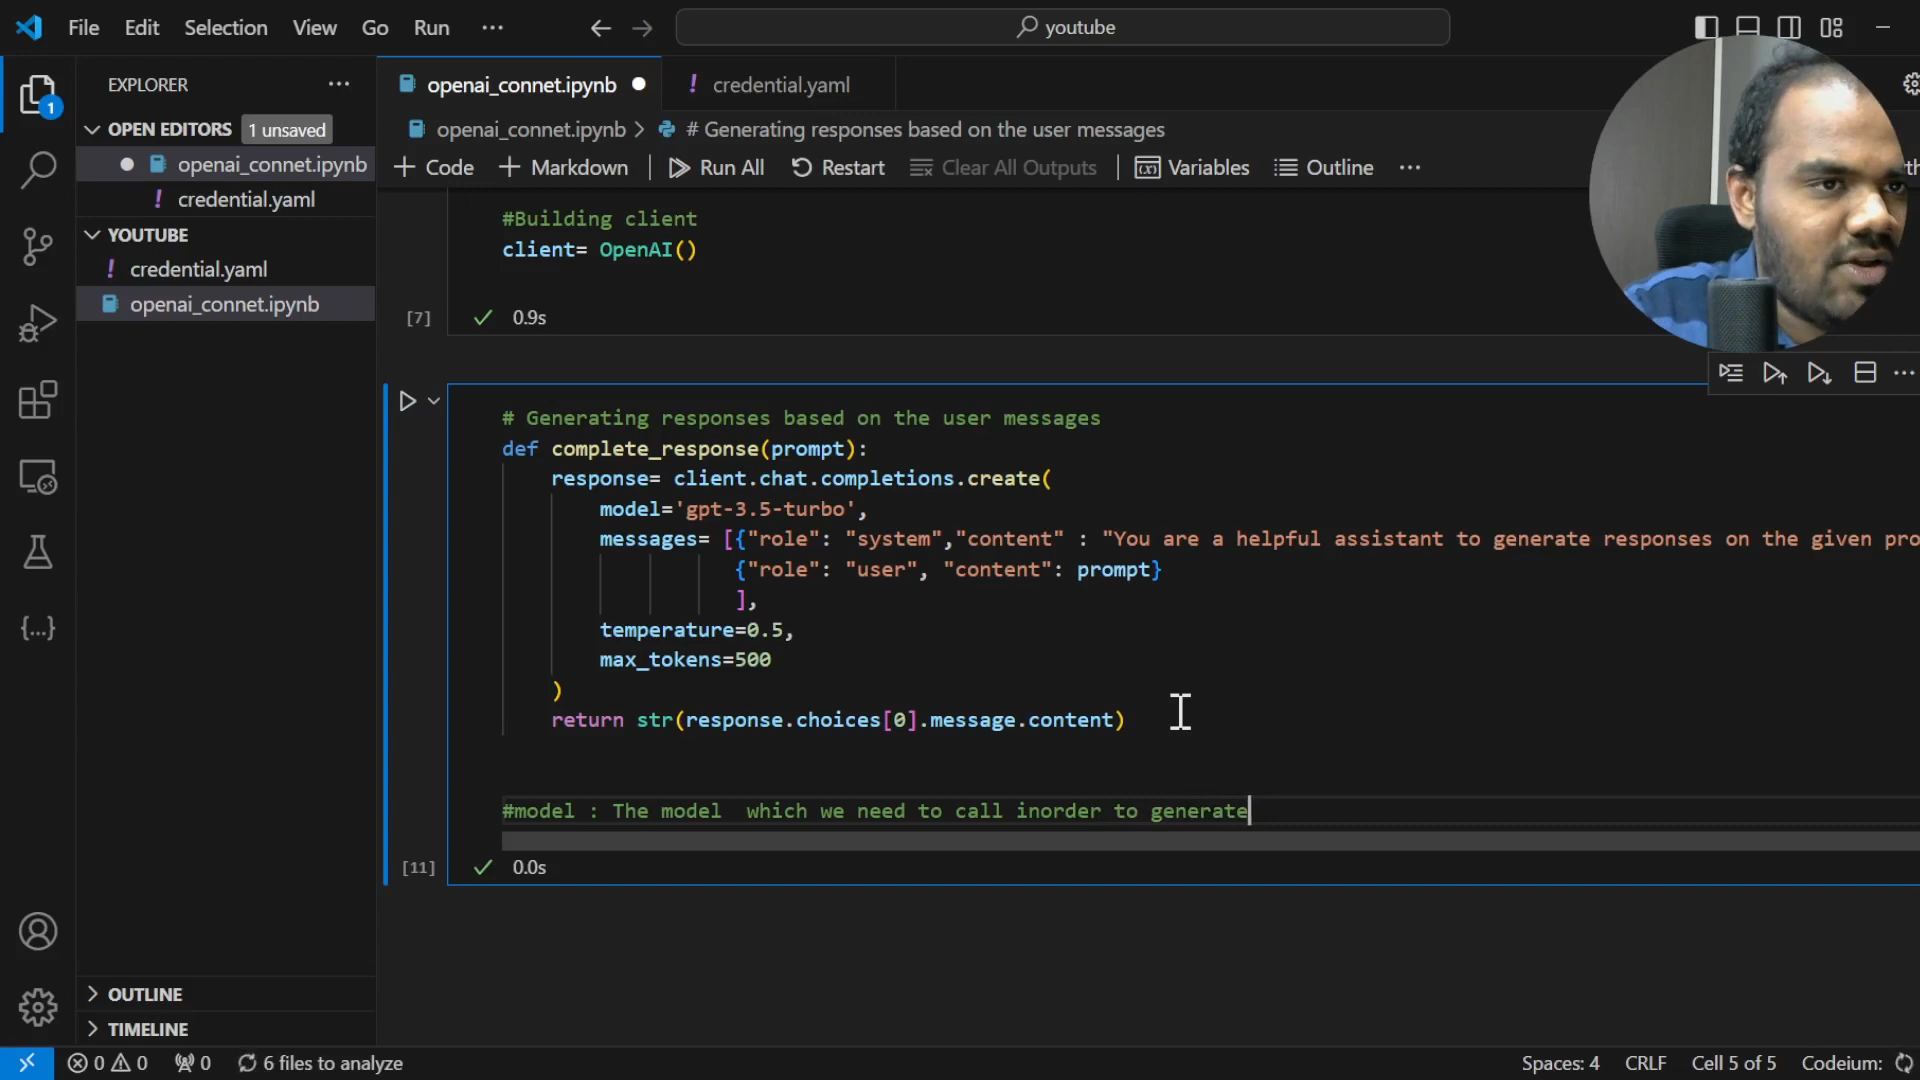 File Edit Selection View Go Run ··· youtube
EXPLORER ···
OPEN EDITORS 1 unsaved
openai_connet.ipynb
! credential.yaml
YOUTUBE
! credential.yaml
openai_connet.ipynb
OUTLINE
TIMELINE
openai_connet.ipynb ! credential.yaml
openai_connet.ipynb > # Generating responses based on the user messages
+ Code + Markdown Run All Restart Clear All Outputs Variables Outline ···
#Building client
client= OpenAI()
[7] 0.9s
# Generating responses based on the user messages
def complete_response(prompt):
response= client.chat.completions.create(
model='gpt-3.5-turbo',
messages= [{"role": "system","content" : "You are a helpful assistant to generate responses on the given pro
{"role": "user", "content": prompt}
],
temperature=0.5,
max_tokens=500
)
return str(response.choices[0].message.content)
#model : The model  which we need to call inorder to generate
[11] 0.0s
0 0 0 6 files to analyze Spaces: 4 CRLF Cell 5 of 5 Codeium: